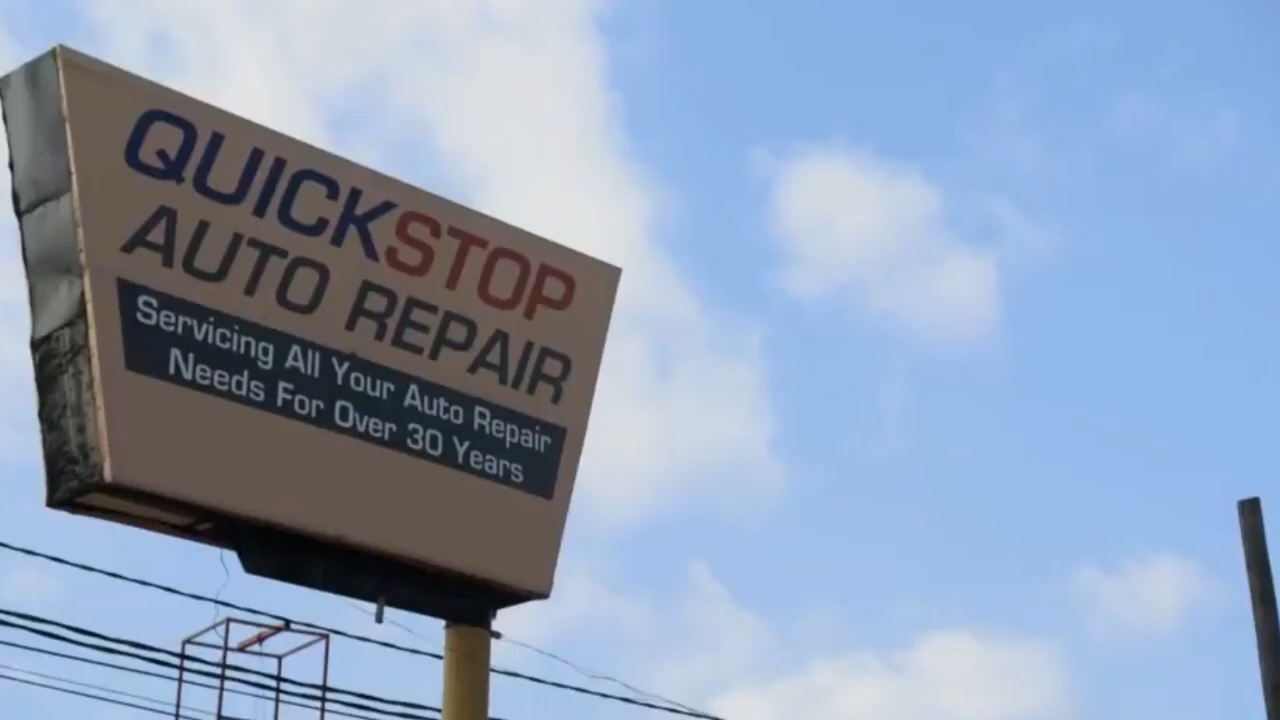 QUICKSTOP
AUTO REPAIR
Servicing All Your Auto Repair
Needs For Over 30 Years